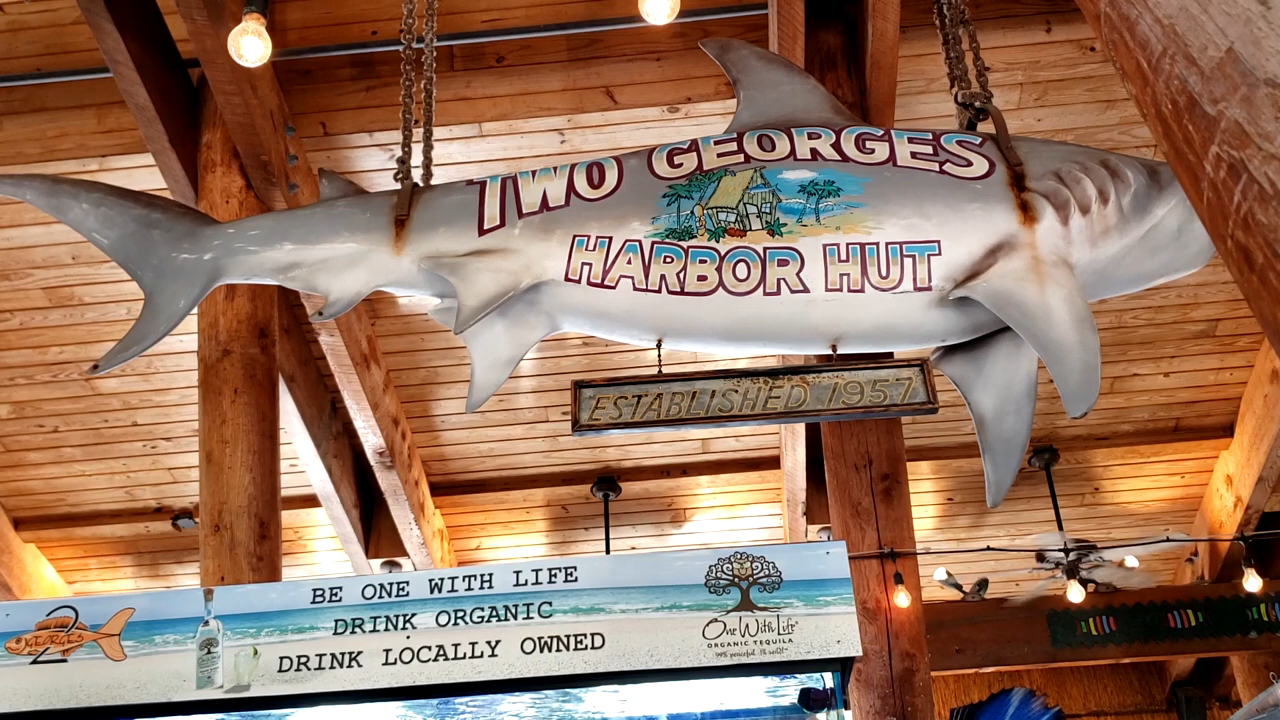 TWO GEORGES
HARBOR HUT
ESTABLISHED 1957
BE ONE WITH LIFE
DRINK ORGANIC
DRINK LOCALLY OWNED
2 GEORGES
One With Life
ORGANIC TEQUILA